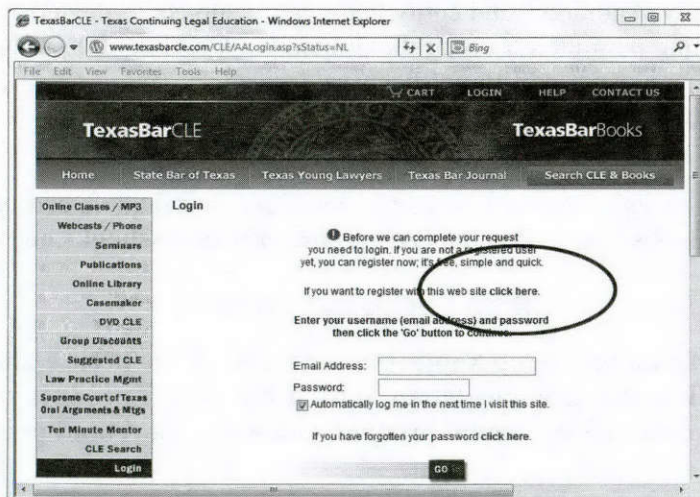 TexasBarCLE - Texas Continuing Legal Education - Windows Internet Explorer
www.texasbarcle.com/CLE/AALogin.asp?sStatus=NL
Bing
File Edit View Favorites Tools Help
CART LOGIN HELP CONTACT US
TexasBarCLE
TexasBarBooks
Home State Bar of Texas Texas Young Lawyers Texas Bar Journal Search CLE & Books
Online Classes / MP3
Webcasts / Phone
Seminars
Publications
Online Library
Casemaker
DVD CLE
Group Discounts
Suggested CLE
Law Practice Mgmt
Supreme Court of Texas
Oral Arguments & Mtgs
Ten Minute Mentor
CLE Search
Login
Login
Before we can complete your request
you need to login. If you are not a registered user
yet, you can register now; it's free, simple and quick.
If you want to register with this web site click here.
Enter your username (email address) and password
then click the 'Go' button to continue.
Email Address:
Password:
Automatically log me in the next time I visit this site.
If you have forgotten your password click here.
GO